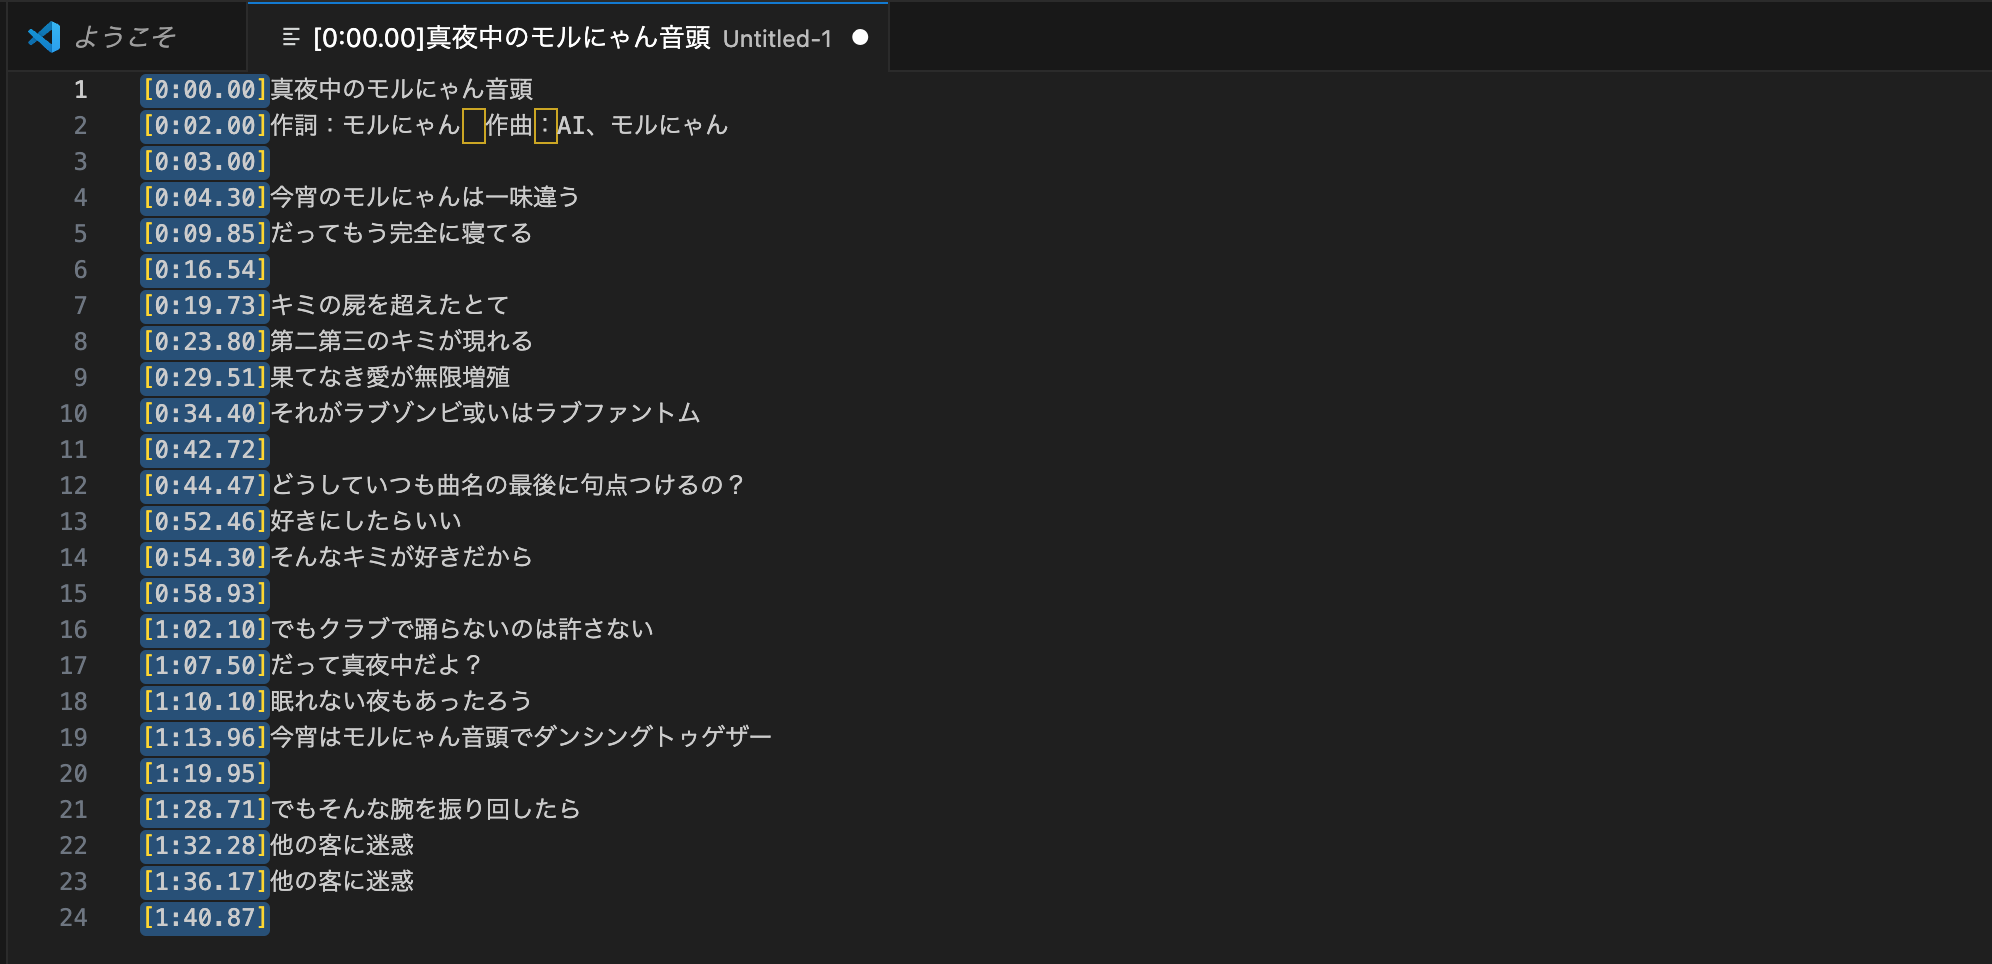 ようこそ
[0:00.00]真夜中のモルにゃん音頭 Untitled-1
1 [0:00.00]真夜中のモルにゃん音頭
2 [0:02.00]作詞：モルにゃん　作曲：AI、モルにゃん
3 [0:03.00]
4 [0:04.30]今宵のモルにゃんは一味違う
5 [0:09.85]だってもう完全に寝てる
6 [0:16.54]
7 [0:19.73]キミの屍を超えたとて
8 [0:23.80]第二第三のキミが現れる
9 [0:29.51]果てなき愛が無限増殖
10 [0:34.40]それがラブゾンビ或いはラブファントム
11 [0:42.72]
12 [0:44.47]どうしていつも曲名の最後に句点つけるの？
13 [0:52.46]好きにしたらいい
14 [0:54.30]そんなキミが好きだから
15 [0:58.93]
16 [1:02.10]でもクラブで踊らないのは許さない
17 [1:07.50]だって真夜中だよ？
18 [1:10.10]眠れない夜もあったろう
19 [1:13.96]今宵はモルにゃん音頭でダンシングトゥゲザー
20 [1:19.95]
21 [1:28.71]でもそんな腕を振り回したら
22 [1:32.28]他の客に迷惑
23 [1:36.17]他の客に迷惑
24 [1:40.87]